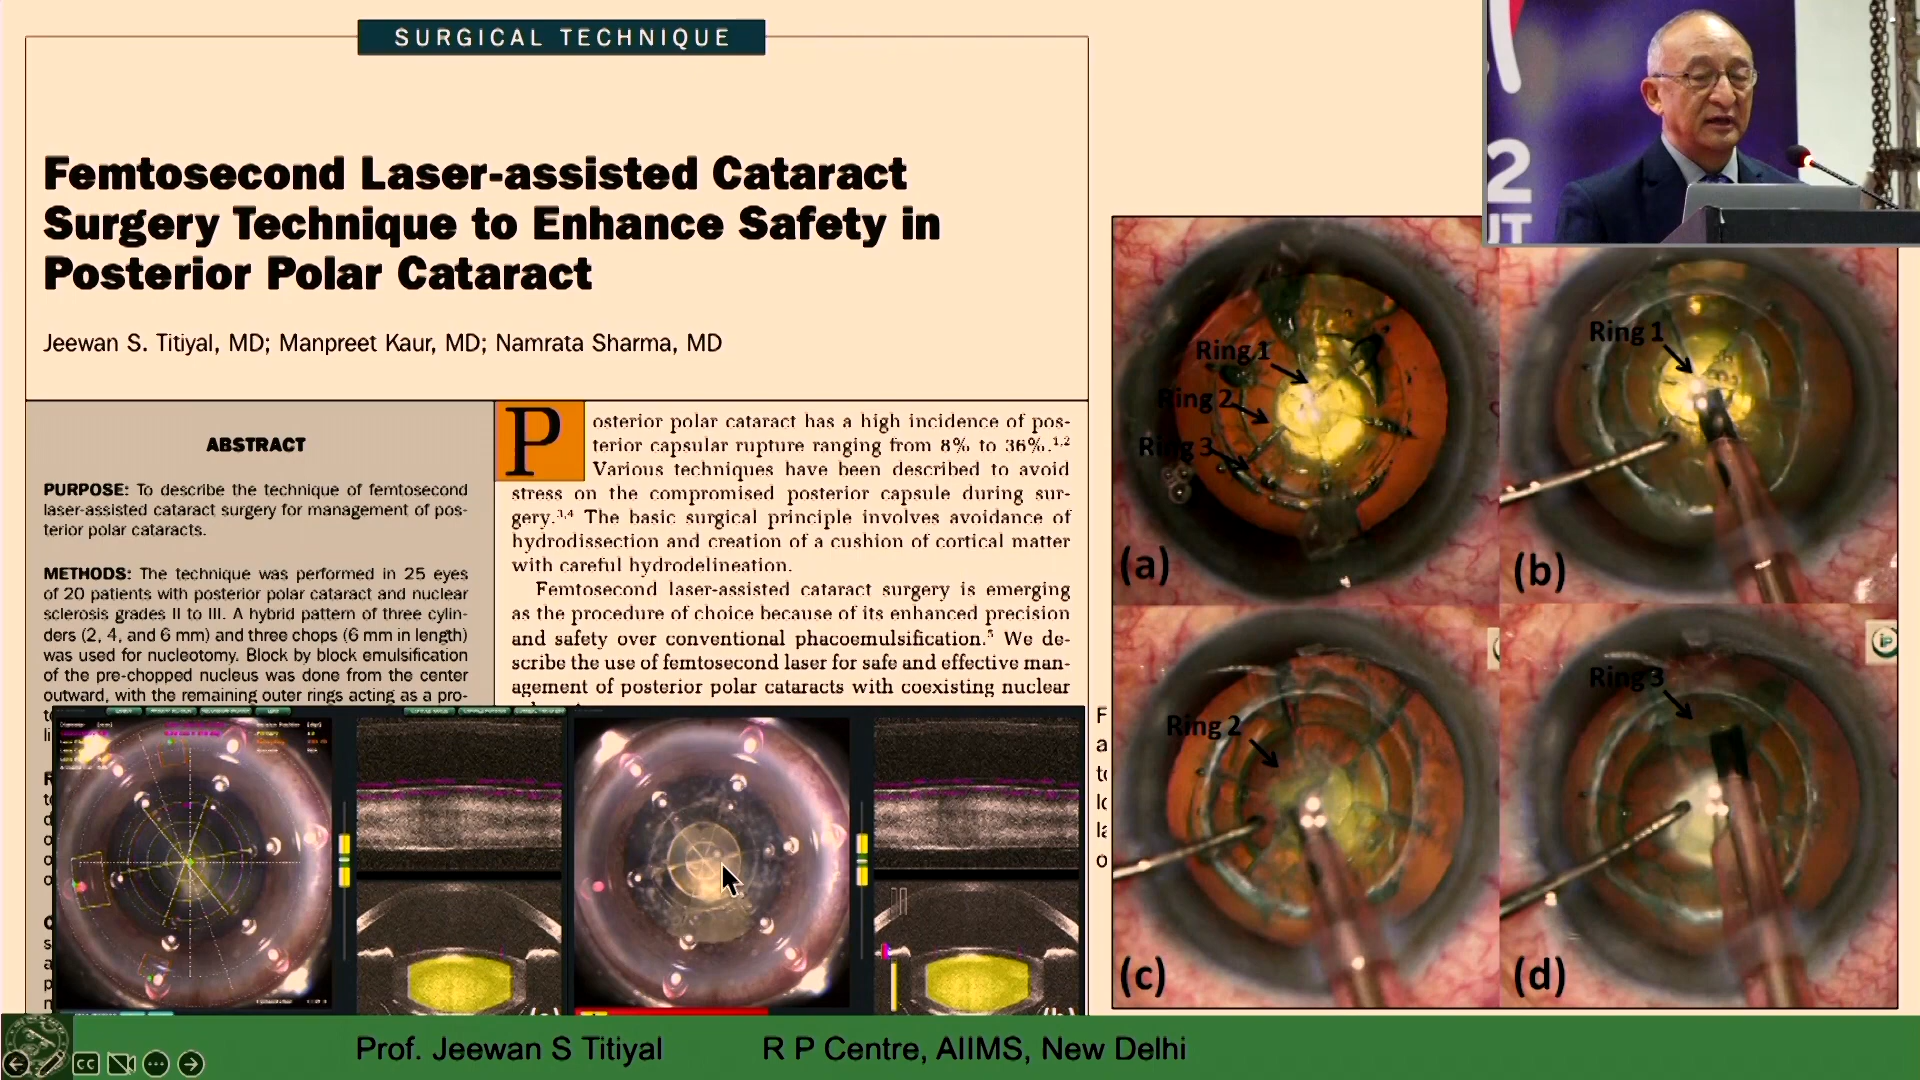 SURGICAL TECHNIQUE
Femtosecond Laser-assisted Cataract
Surgery Technique to Enhance Safety in
Posterior Polar Cataract
Jeewan S. Titiyal, MD; Manpreet Kaur, MD; Namrata Sharma, MD
ABSTRACT
PURPOSE: To describe the technique of femtosecond
laser-assisted cataract surgery for management of pos-
terior polar cataracts.
METHODS: The technique was performed in 25 eyes
of 20 patients with posterior polar cataract and nuclear
sclerosis grades II to III. A hybrid pattern of three cylin-
ders (2, 4, and 6 mm) and three chops (6 mm in length)
was used for nucleotomy. Block by block emulsification
of the pre-chopped nucleus was done from the center
outward, with the remaining outer rings acting as a pro-
Posterior polar cataract has a high incidence of pos-
terior capsular rupture ranging from 8% to 36%.1,2
Various techniques have been described to avoid
stress on the compromised posterior capsule during sur-
gery.3,4 The basic surgical principle involves avoidance of
hydrodissection and creation of a cushion of cortical matter
with careful hydrodelineation.
Femtosecond laser-assisted cataract surgery is emerging
as the procedure of choice because of its enhanced precision
and safety over conventional phacoemulsification.5 We de-
scribe the use of femtosecond laser for safe and effective man-
agement of posterior polar cataracts with coexisting nuclear
Ring 1
Ring 2
Ring 3
(a)
Ring 1
(b)
Ring 2
(c)
Ring 3
(d)
Prof. Jeewan S Titiyal R P Centre, AIIMS, New Delhi
CC